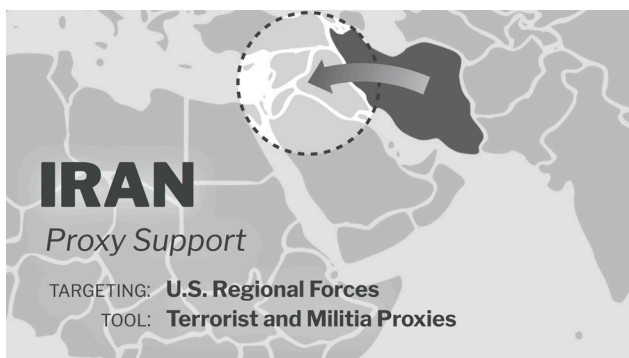 IRAN
Proxy Support
TARGETING: U.S. Regional Forces
TOOL: Terrorist and Militia Proxies